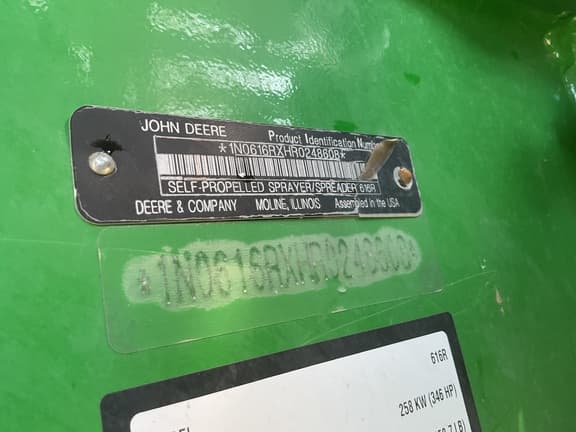 JOHN DEERE Product Identification Number
*1N0616RXHR0248608*
SELF-PROPELLED SPRAYER/SPREADER 616R
DEERE & COMPANY MOLINE, ILLINOIS Assembled in the USA
616R
258 KW (346 HP)